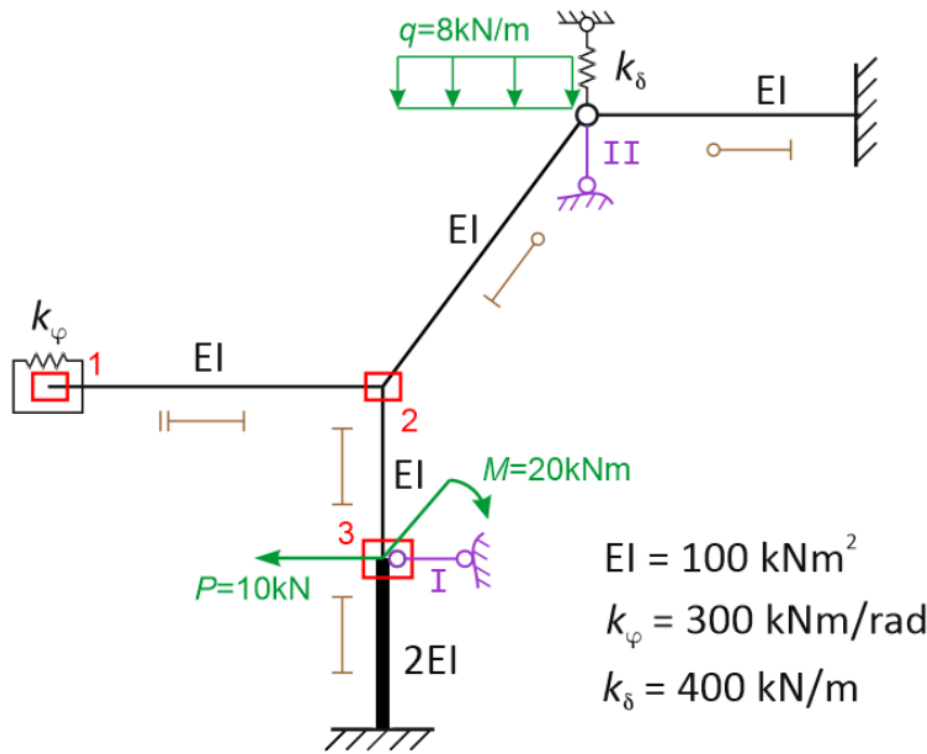 q=8kN/m
kδ
EI
II
EI
kφ
1
EI
2
EI
M=20kNm
3
P=10kN
I
2EI
EI = 100 kNm²
kφ = 300 kNm/rad
kδ = 400 kN/m